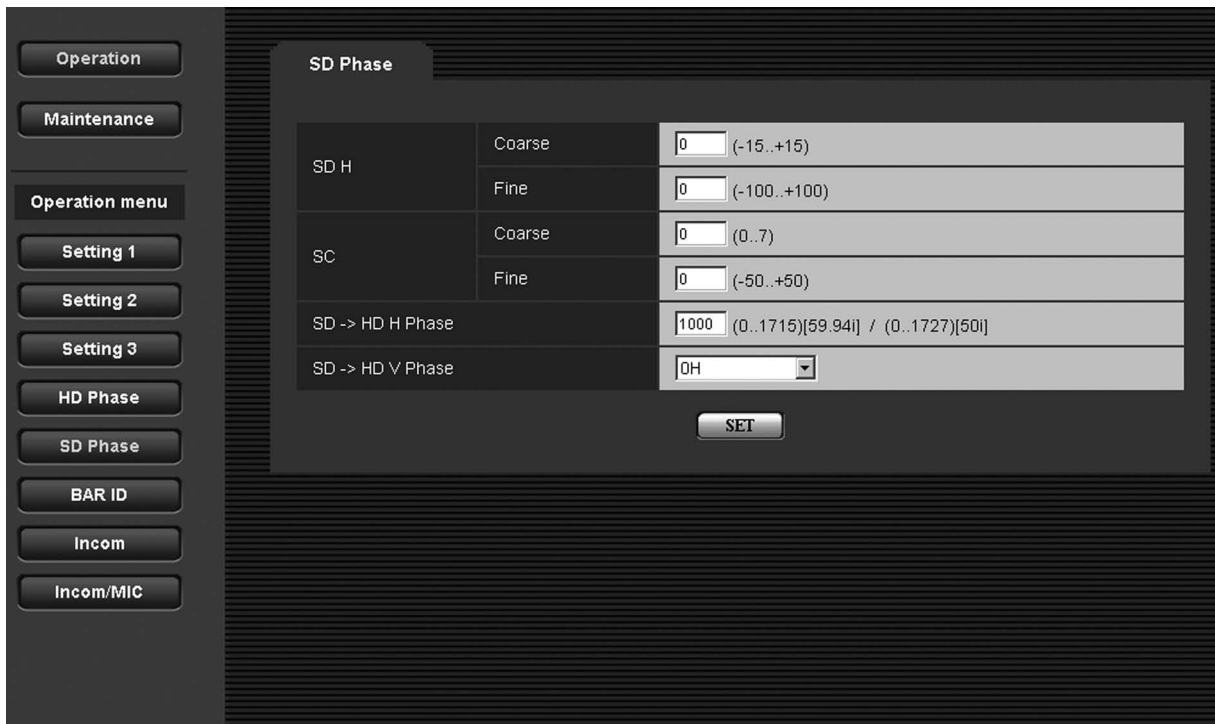 Operation
Maintenance
Operation menu
Setting 1
Setting 2
Setting 3
HD Phase
SD Phase
BAR ID
Incom
Incom/MIC
SD Phase
SD H
Coarse
0 (-15..+15)
Fine
0 (-100..+100)
SC
Coarse
0 (0..7)
Fine
0 (-50..+50)
SD -> HD H Phase
1000 (0..1715)[59.94i] / (0..1727)[50i]
SD -> HD V Phase
0H
SET